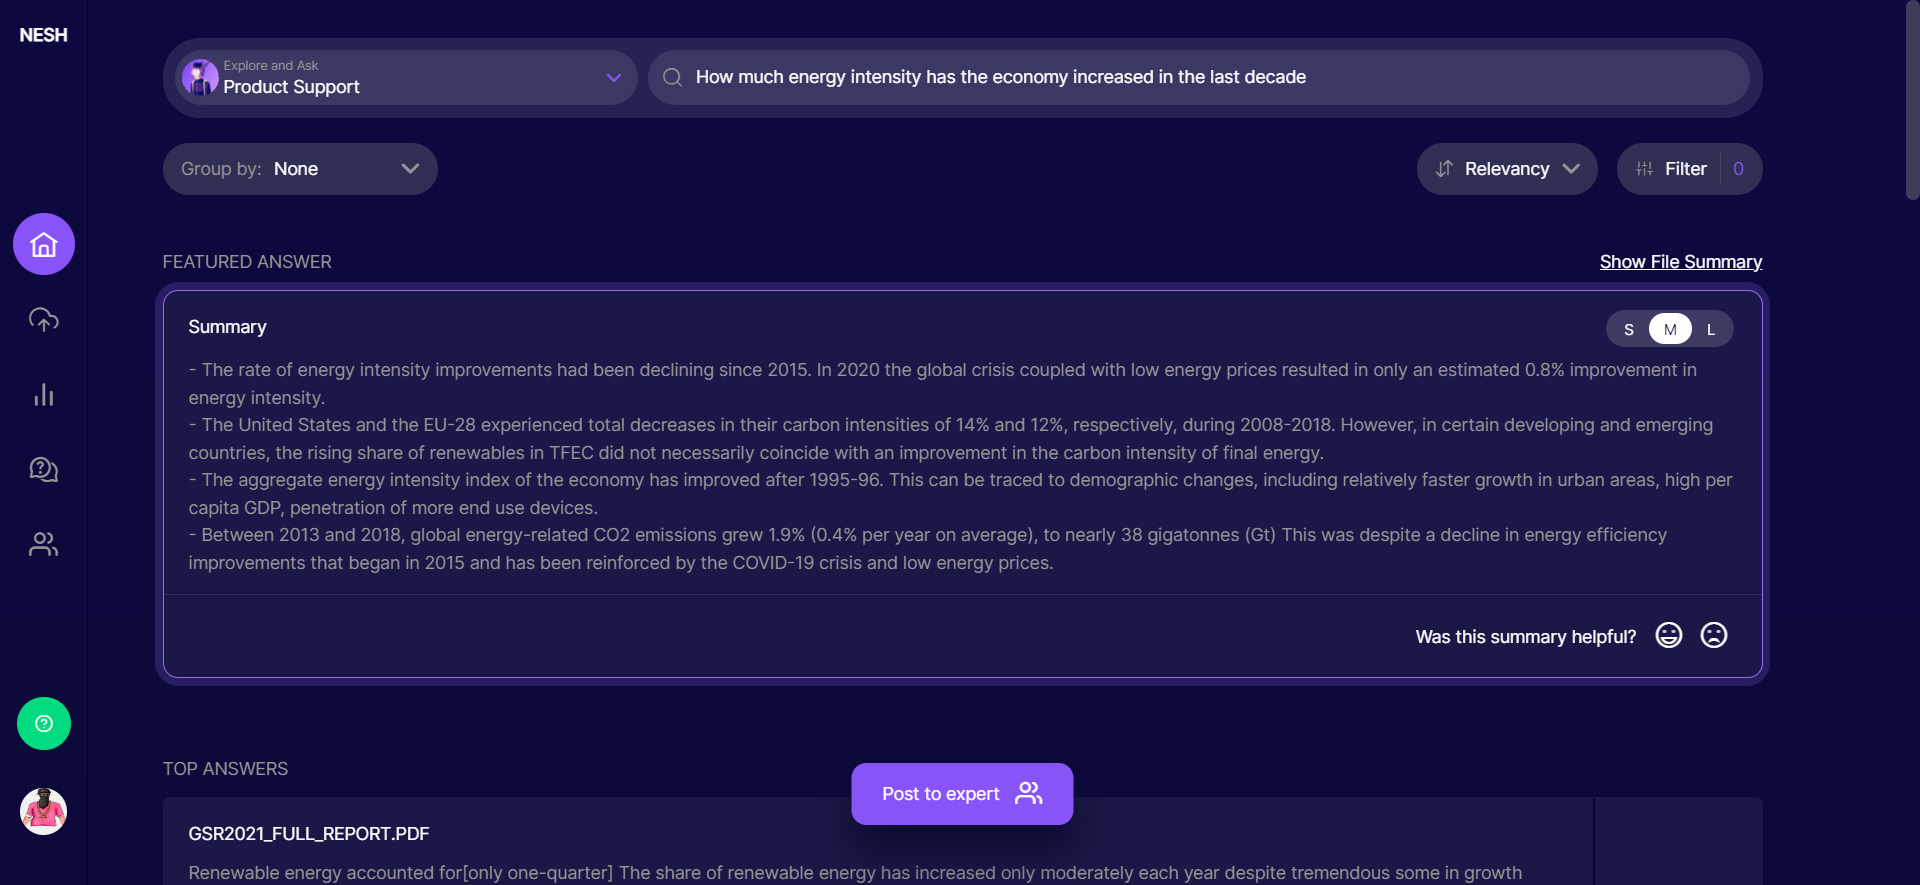 NESH
Explore and Ask
Product Support
How much energy intensity has the economy increased in the last decade
Group by: None
Relevancy
Filter 0
FEATURED ANSWER
Show File Summary
Summary
S M L
- The rate of energy intensity improvements had been declining since 2015. In 2020 the global crisis coupled with low energy prices resulted in only an estimated 0.8% improvement in
energy intensity.
- The United States and the EU-28 experienced total decreases in their carbon intensities of 14% and 12%, respectively, during 2008-2018. However, in certain developing and emerging
countries, the rising share of renewables in TFEC did not necessarily coincide with an improvement in the carbon intensity of final energy.
- The aggregate energy intensity index of the economy has improved after 1995-96. This can be traced to demographic changes, including relatively faster growth in urban areas, high per
capita GDP, penetration of more end use devices.
- Between 2013 and 2018, global energy-related CO2 emissions grew 1.9% (0.4% per year on average), to nearly 38 gigatonnes (Gt) This was despite a decline in energy efficiency
improvements that began in 2015 and has been reinforced by the COVID-19 crisis and low energy prices.
Was this summary helpful?
TOP ANSWERS
Post to expert
GSR2021_FULL_REPORT.PDF
Renewable energy accounted for[only one-quarter] The share of renewable energy has increased only moderately each year despite tremendous some in growth